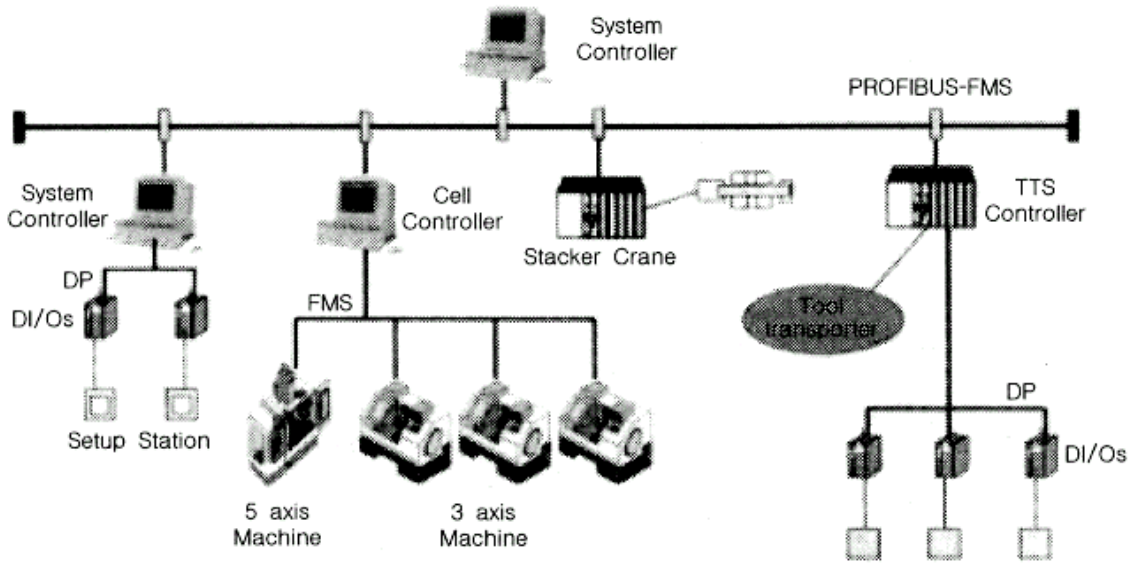 System
Controller
PROFIBUS-FMS
System
Controller
Cell
Controller
Stacker Crane
TTS
Controller
DP
DI/Os
FMS
Tool
transporter
Setup Station
DP
DI/Os
5 axis
Machine
3 axis
Machine